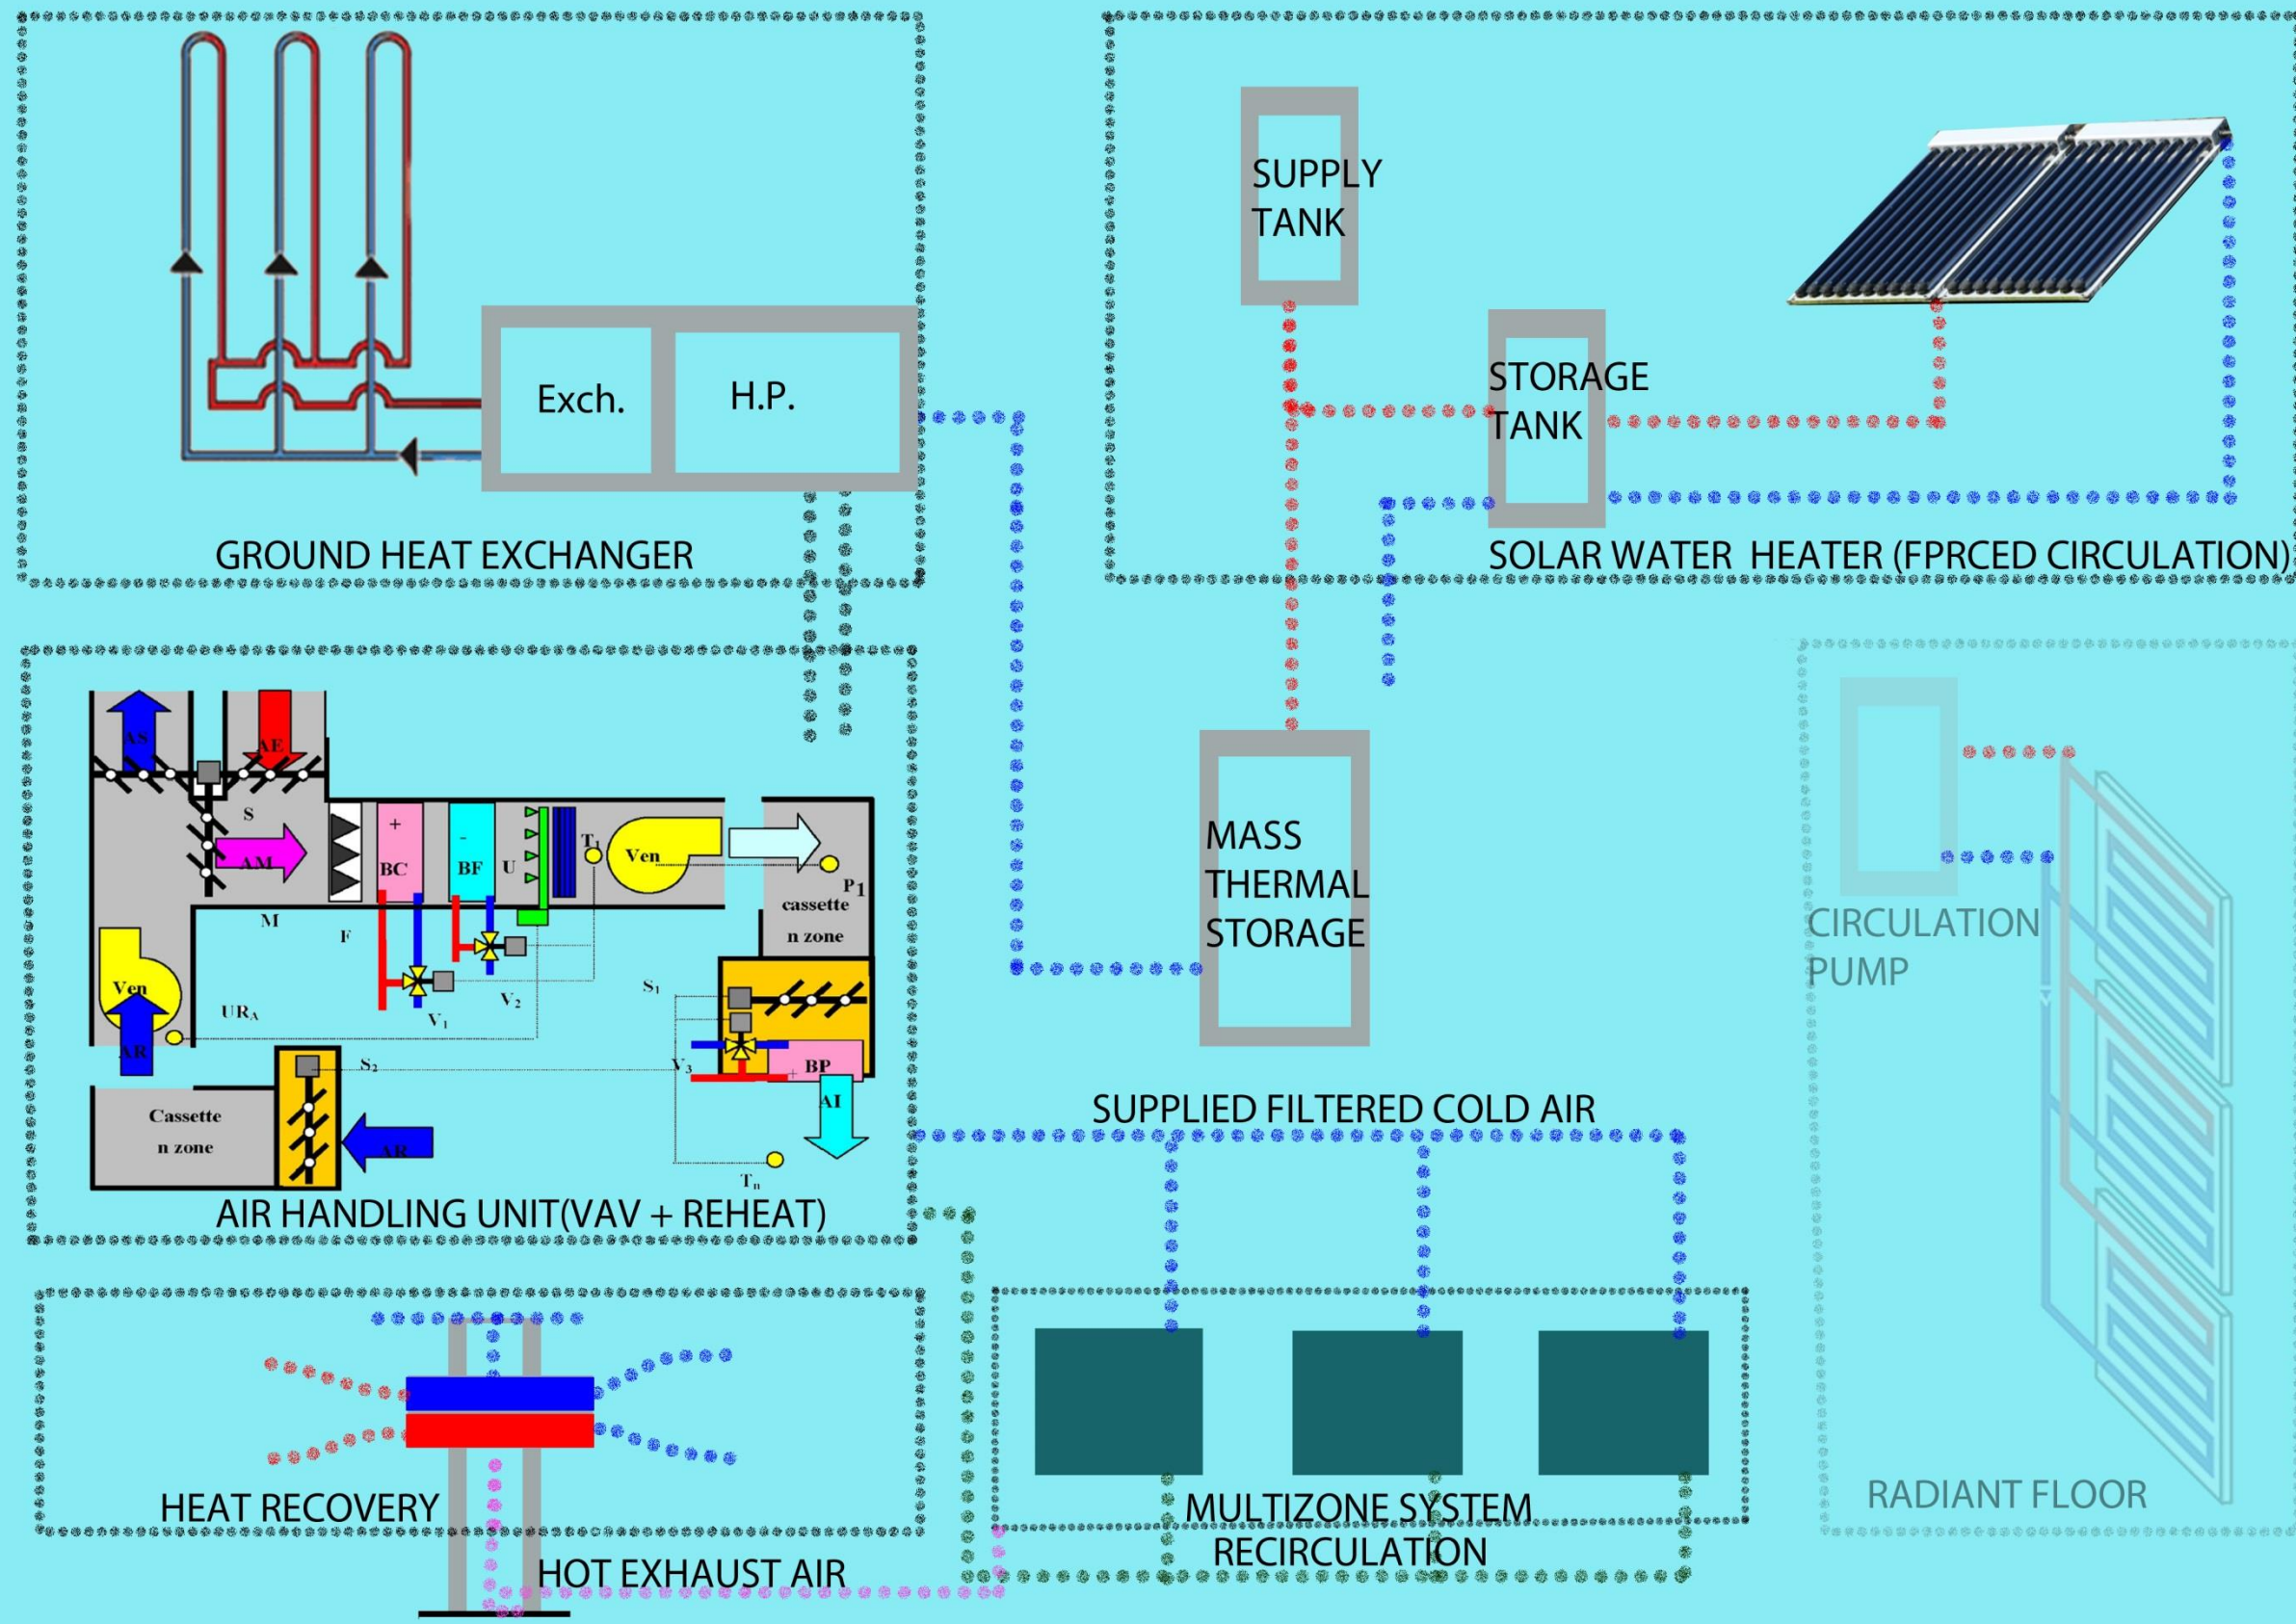 SUPPLY
TANK
STORAGE
TANK
Exch.
H.P.
GROUND HEAT EXCHANGER
SOLAR WATER HEATER (FPRCED CIRCULATION)
AS
AE
S
AM
BC
+
BF
-
U
T1
Ven
P1
cassette
n zone
M
F
Ven
URA
V1
V2
S1
AR
S2
V3
+
BP
AI
Cassette
n zone
AR
Tn
AIR HANDLING UNIT(VAV + REHEAT)
MASS
THERMAL
STORAGE
CIRCULATION
PUMP
SUPPLIED FILTERED COLD AIR
HEAT RECOVERY
HOT EXHAUST AIR
MULTIZONE SYSTEM
RECIRCULATION
RADIANT FLOOR